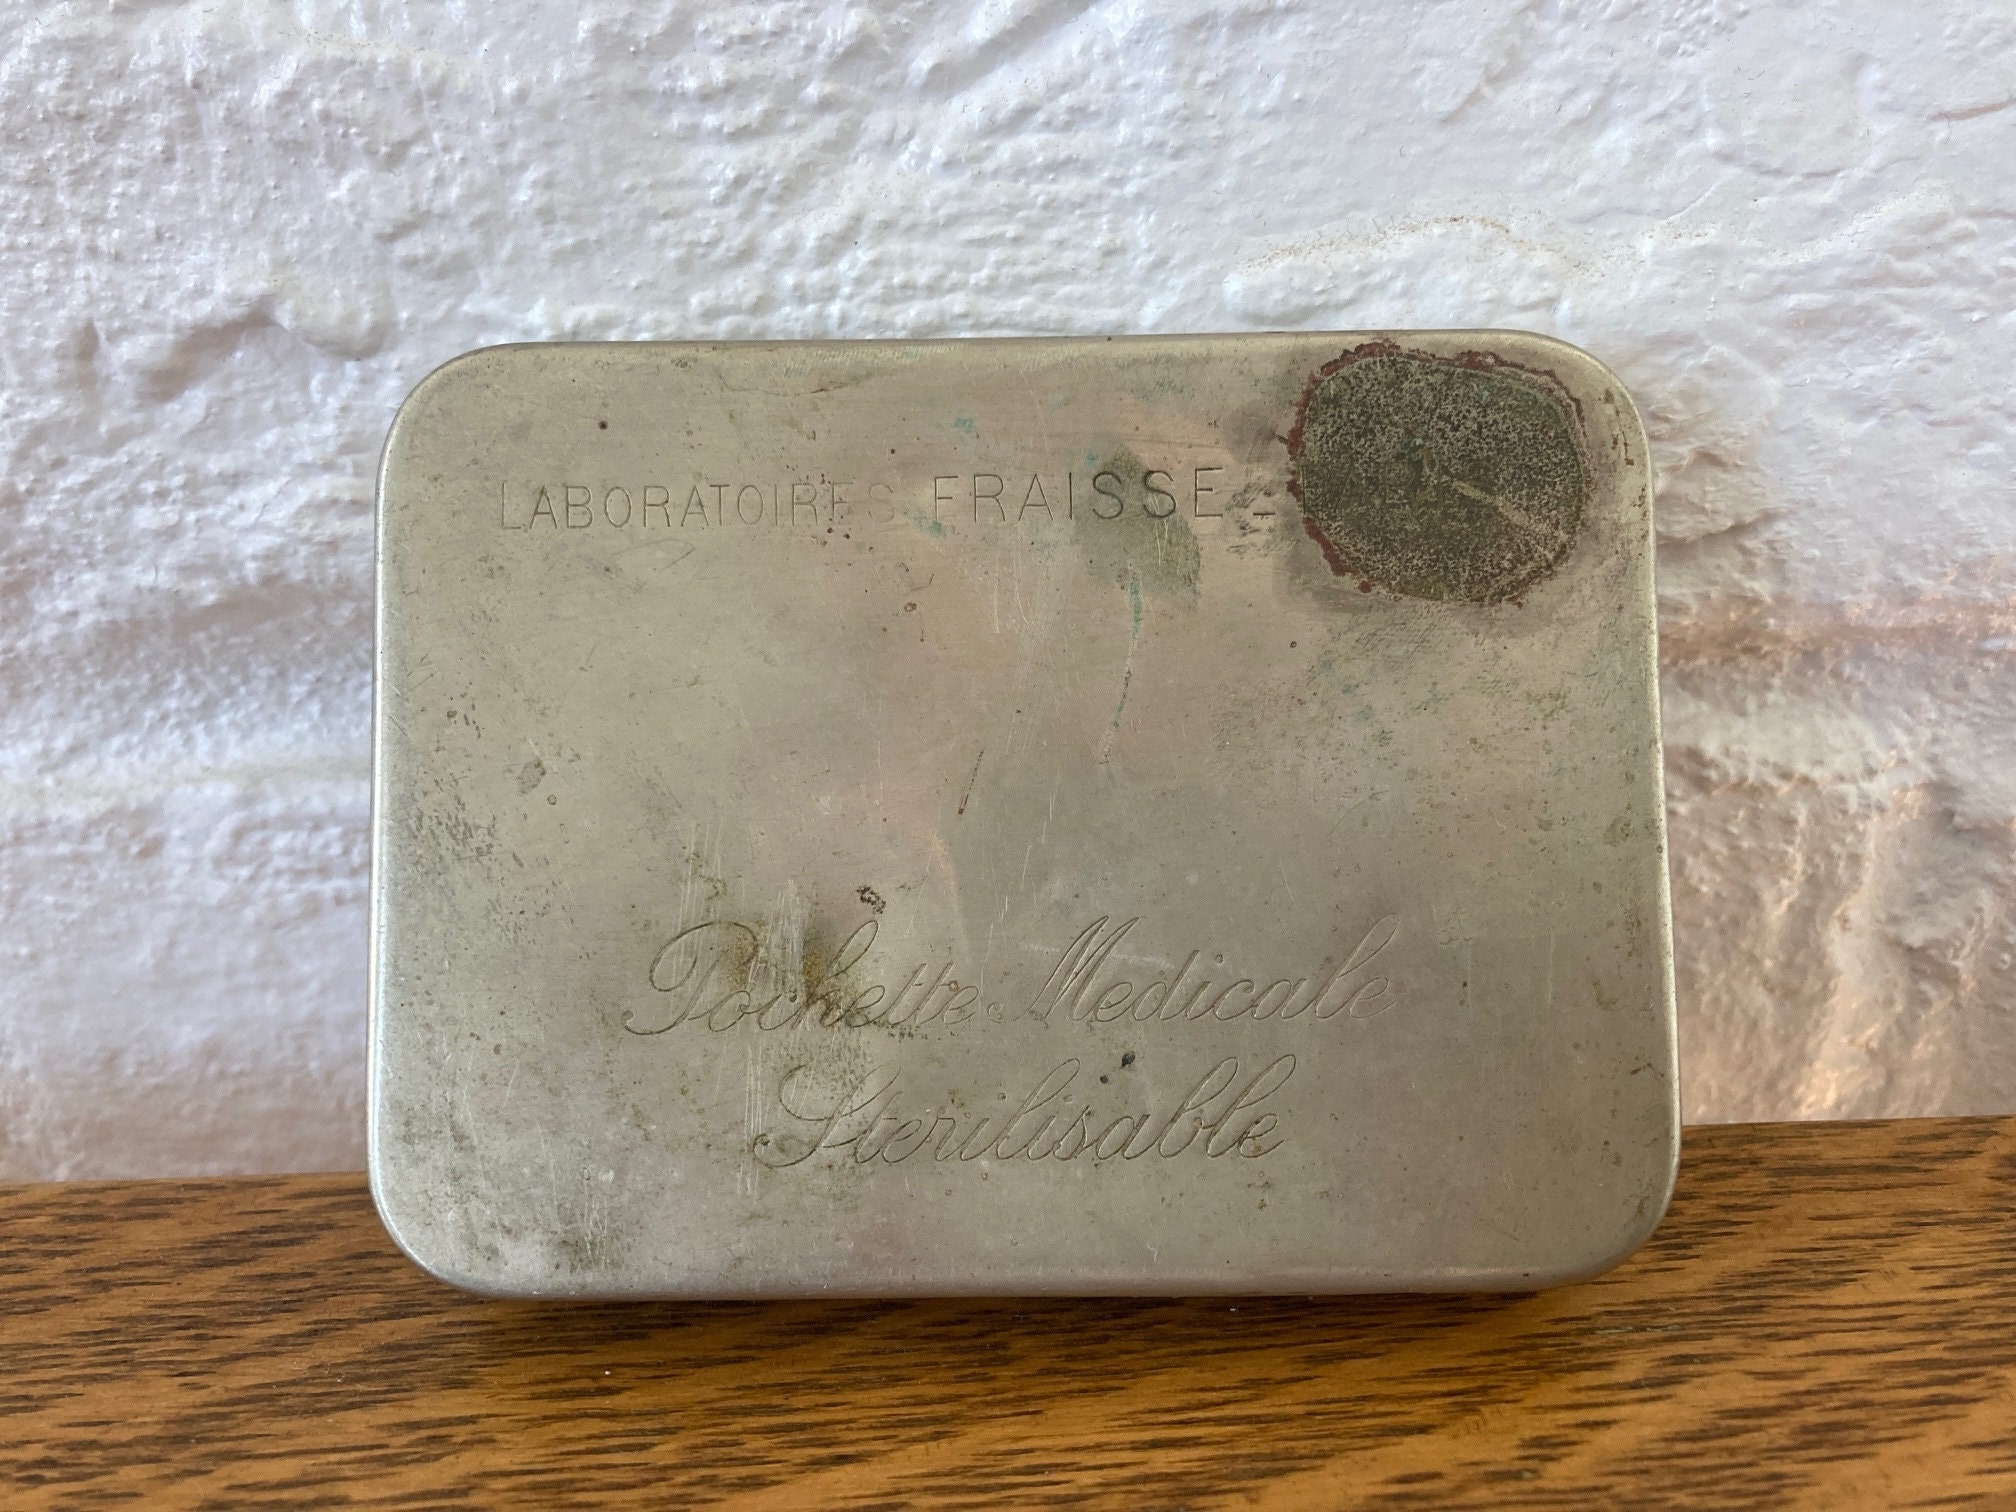 LABORATOIRES FRAISSE -
Pochette Medicale
Sterilisable